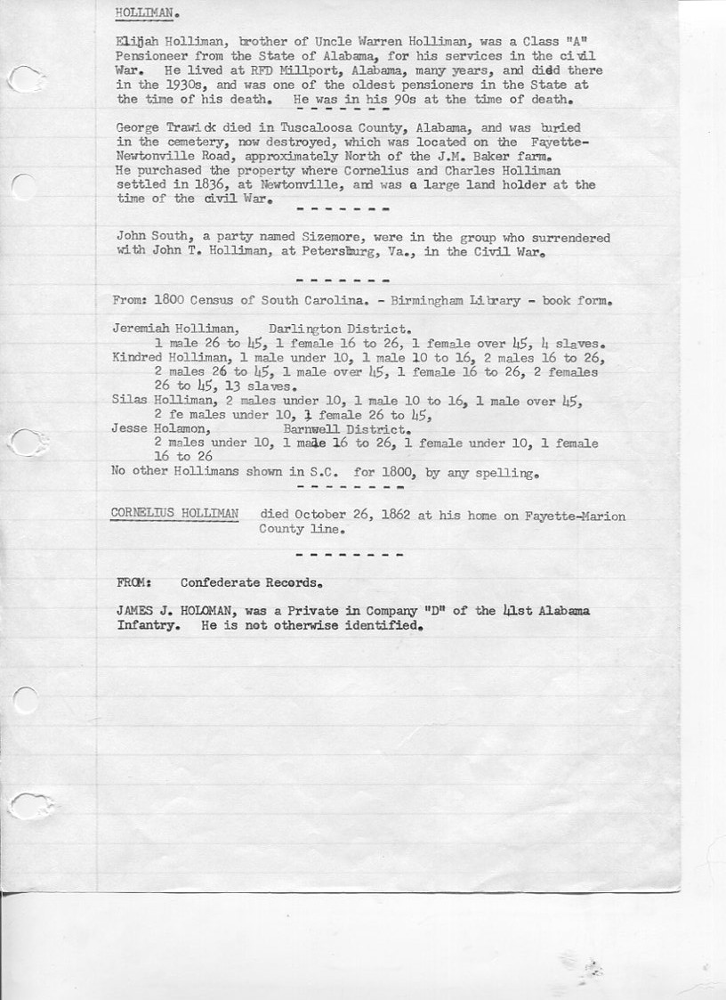 HOLLIMAN.
Elijah Holliman, brother of Uncle Warren Holliman, was a Class "A"
Pensioneer from the State of Alabama, for his services in the civil
War. He lived at RFD Millport, Alabama, many years, and didd there
in the 1930s, and was one of the oldest pensioners in the State at
the time of his death. He was in his 90s at the time of death.
- - - - - - -
George Trawick died in Tuscaloosa County, Alabama, and was buried
in the cemetery, now destroyed, which was located on the Fayette-
Newtonville Road, approximately North of the J.M. Baker farm.
He purchased the property where Cornelius and Charles Holliman
settled in 1836, at Newtonville, and was a large land holder at the
time of the civil War.
- - - - - - -
John South, a party named Sizemore, were in the group who surrendered
with John T. Holliman, at Petersburg, Va., in the Civil War.
- - - - - - -
From: 1800 Census of South Carolina. - Birmingham Library - book form.
Jeremiah Holliman, Darlington District.
1 male 26 to 45, 1 female 16 to 26, 1 female over 45, 4 slaves.
Kindred Holliman, 1 male under 10, 1 male 10 to 16, 2 males 16 to 26,
2 males 26 to 45, 1 male over 45, 1 female 16 to 26, 2 females
26 to 45, 13 slaves.
Silas Holliman, 2 males under 10, 1 male 10 to 16, 1 male over 45,
2 fe males under 10, 1 female 26 to 45,
Jesse Holamon, Barnwell District.
2 males under 10, 1 male 16 to 26, 1 female under 10, 1 female
16 to 26
No other Hollimans shown in S.C. for 1800, by any spelling.
- - - - - - - -
CORNELIUS HOLLIMAN died October 26, 1862 at his home on Fayette-Marion
County line.
- - - - - - - -
FROM: Confederate Records.
JAMES J. HOLOMAN, was a Private in Company "D" of the 41st Alabama
Infantry. He is not otherwise identified.